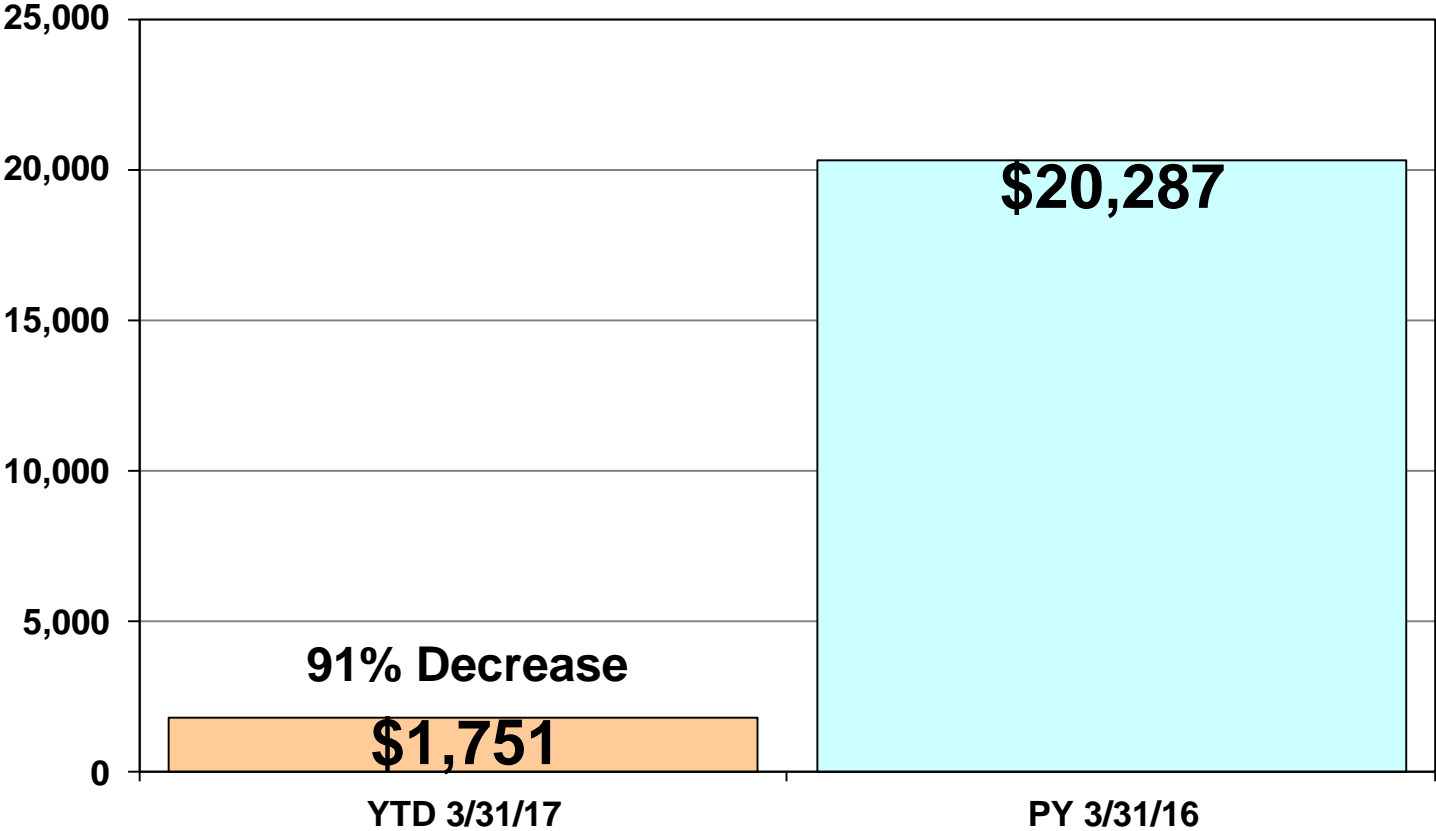 25,000
20,000
$20,287
15,000
10,000
5,000
91% Decrease
$1,751
0
YTD 3/31/17
PY 3/31/16